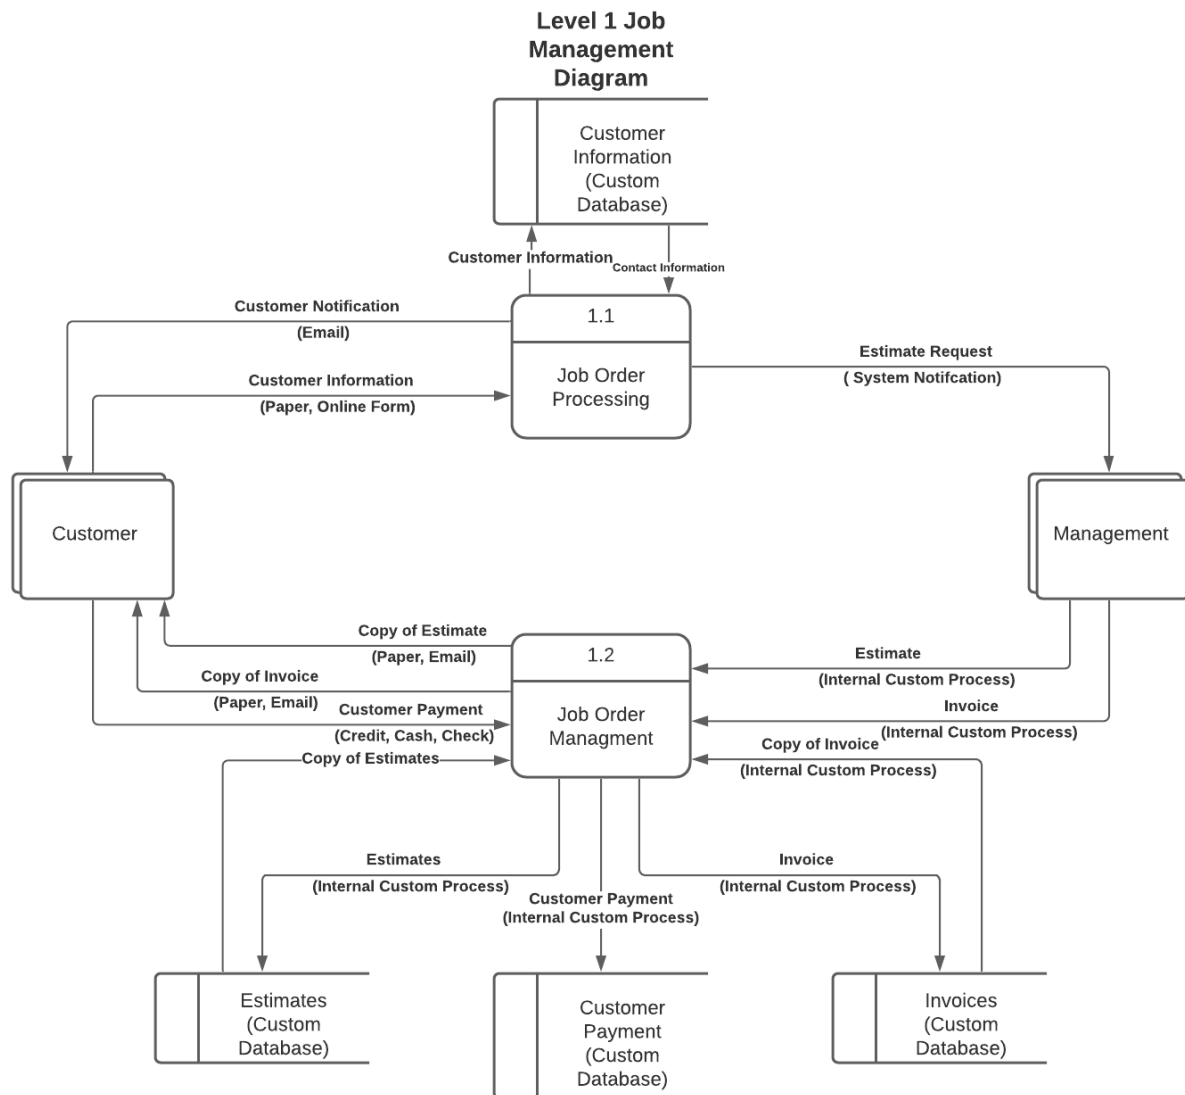 Level 1 Job
Management
Diagram
Customer
Information
(Custom
Database)
Customer Information
Contact Information
Customer Notification
(Email)
1.1
Estimate Request
( System Notifcation)
Customer Information
(Paper, Online Form)
Job Order
Processing
Customer
Management
Copy of Estimate
(Paper, Email)
1.2
Estimate
(Internal Custom Process)
Copy of Invoice
(Paper, Email)
Invoice
(Internal Custom Process)
Customer Payment
(Credit, Cash, Check)
Job Order
Managment
Copy of Invoice
(Internal Custom Process)
Copy of Estimates
Estimates
(Internal Custom Process)
Customer Payment
(Internal Custom Process)
Invoice
(Internal Custom Process)
Estimates
(Custom
Database)
Customer
Payment
(Custom
Database)
Invoices
(Custom
Database)